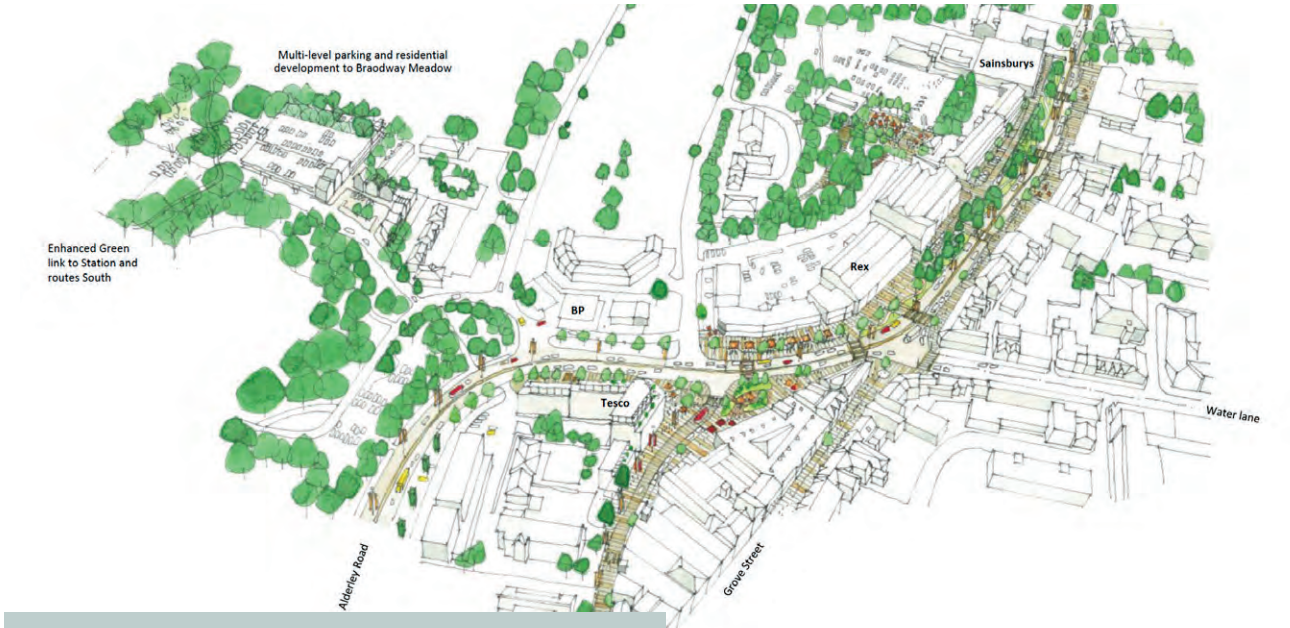 Multi-level parking and residential
development to Braodway Meadow
Sainsburys
Enhanced Green
link to Station and
routes South
Rex
BP
Tesco
Water lane
Alderley Road
Grove Street